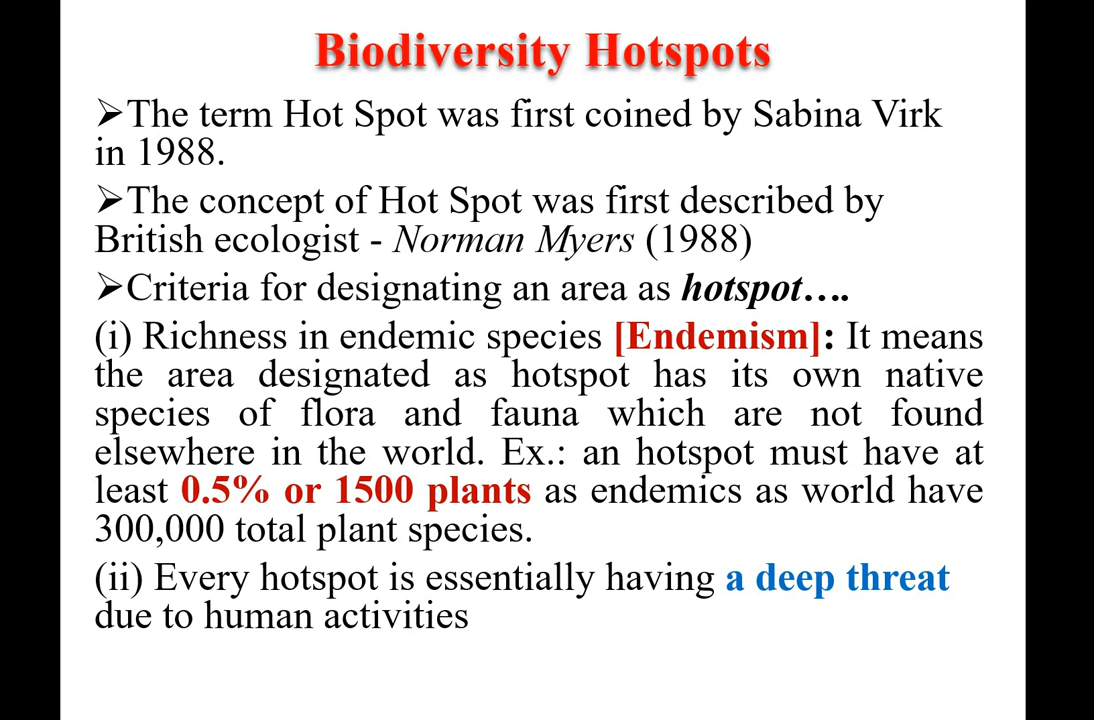 Biodiversity Hotspots
➢The term Hot Spot was first coined by Sabina Virk
in 1988.
➢The concept of Hot Spot was first described by
British ecologist - Norman Myers (1988)
➢Criteria for designating an area as hotspot….
(i) Richness in endemic species [Endemism]: It means
the area designated as hotspot has its own native
species of flora and fauna which are not found
elsewhere in the world. Ex.: an hotspot must have at
least 0.5% or 1500 plants as endemics as world have
300,000 total plant species.
(ii) Every hotspot is essentially having a deep threat
due to human activities